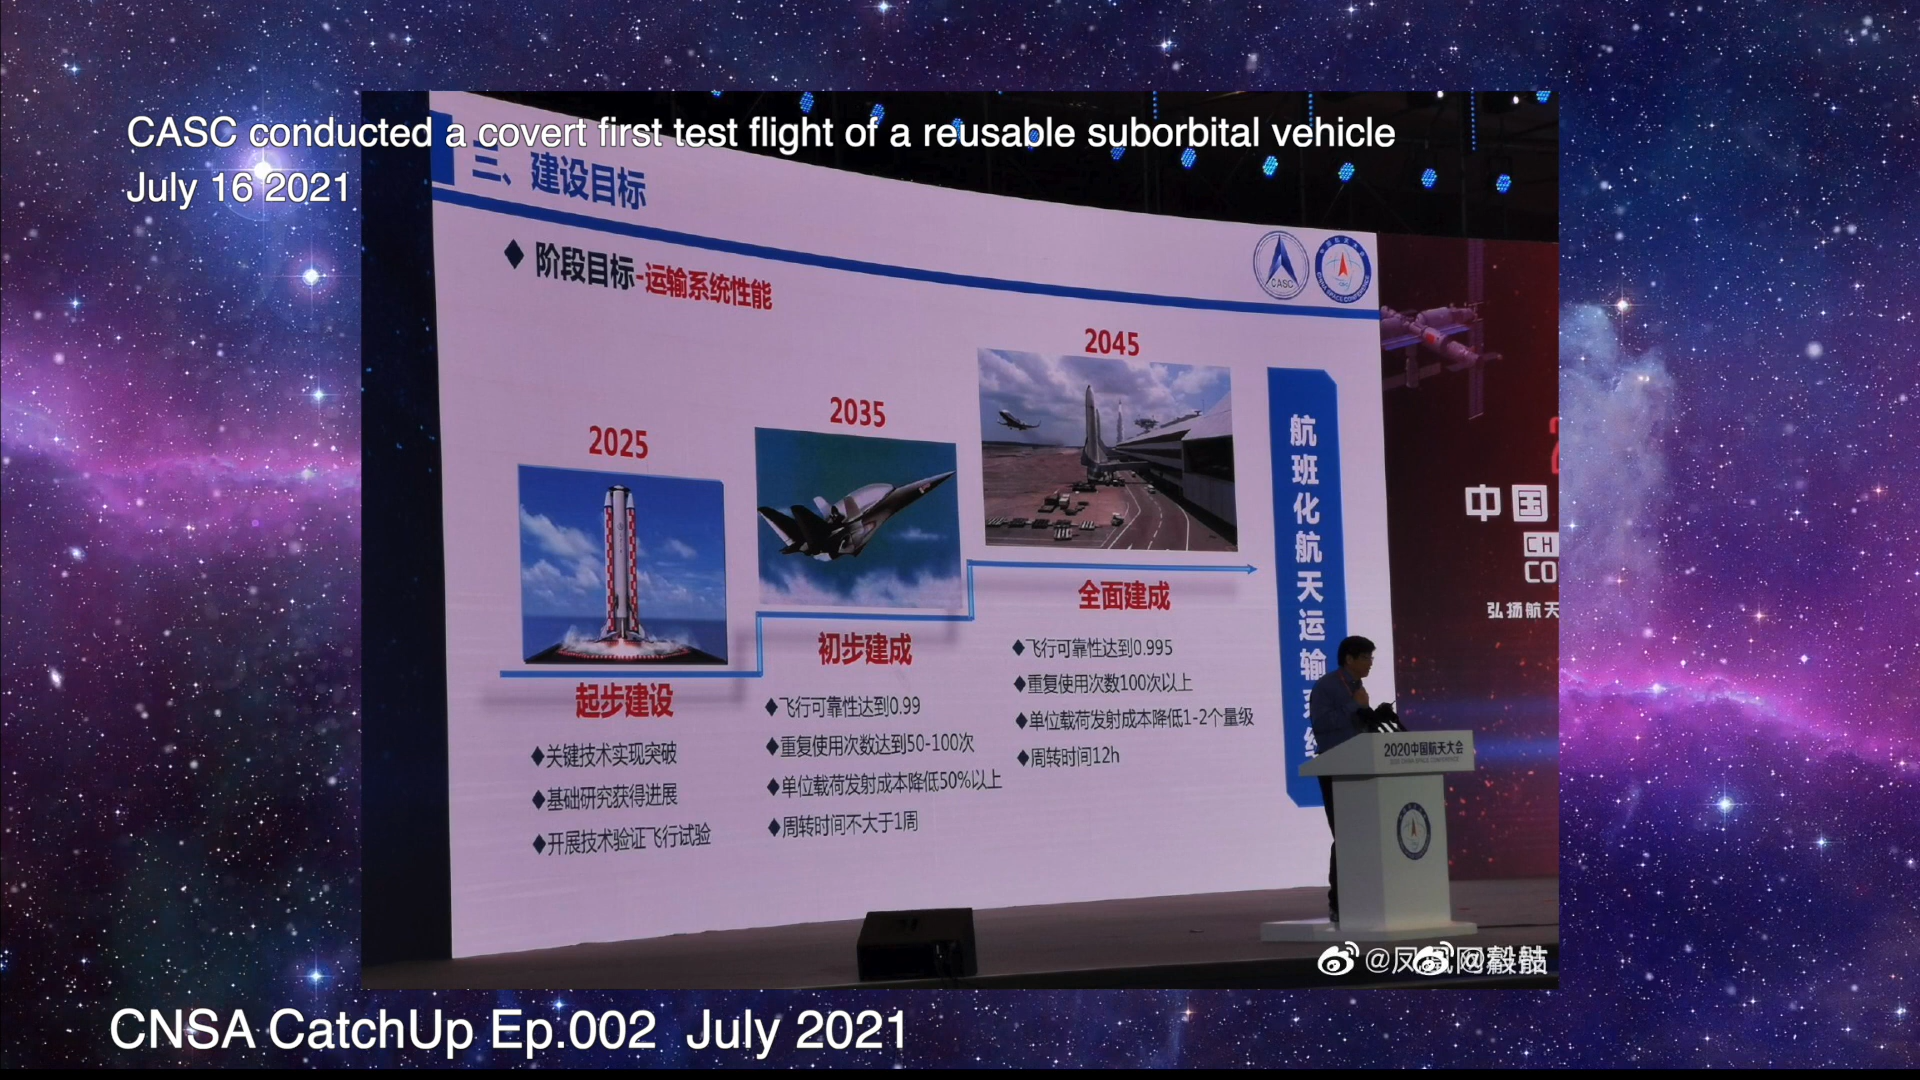 CASC conducted a covert first test flight of a reusable suborbital vehicle
July 16 2021
三、建设目标
◆阶段目标-运输系统性能
CASC
2025
2035
2045
起步建设
◆关键技术实现突破
◆基础研究获得进展
◆开展技术验证飞行试验
初步建成
◆飞行可靠性达到0.99
◆重复使用次数达到50-100次
◆单位载荷发射成本降低50%以上
◆周转时间不大于1周
全面建成
◆飞行可靠性达到0.995
◆重复使用次数100次以上
◆单位载荷发射成本降低1-2个量级
◆周转时间12h
航班化航天运输
中国
CH
CO
弘扬航天
2020中国航天大会
CNSA CatchUp Ep.002 July 2021